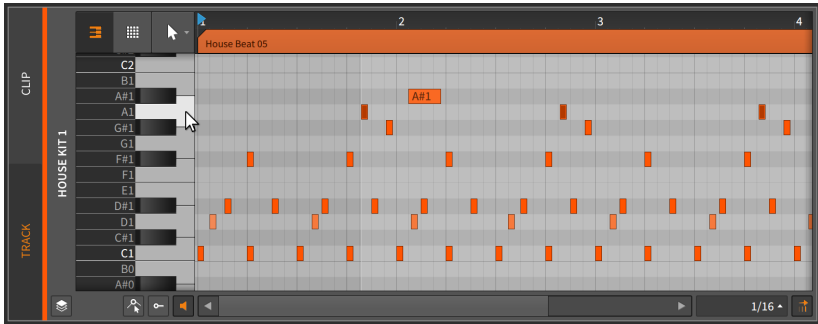 1 2 3 4
House Beat 05
CLIP
TRACK
HOUSE KIT 1
C2
B1
A#1
A#1
A1
G#1
G1
F#1
F1
E1
D#1
D1
C#1
C1
B0
A#0
1/16